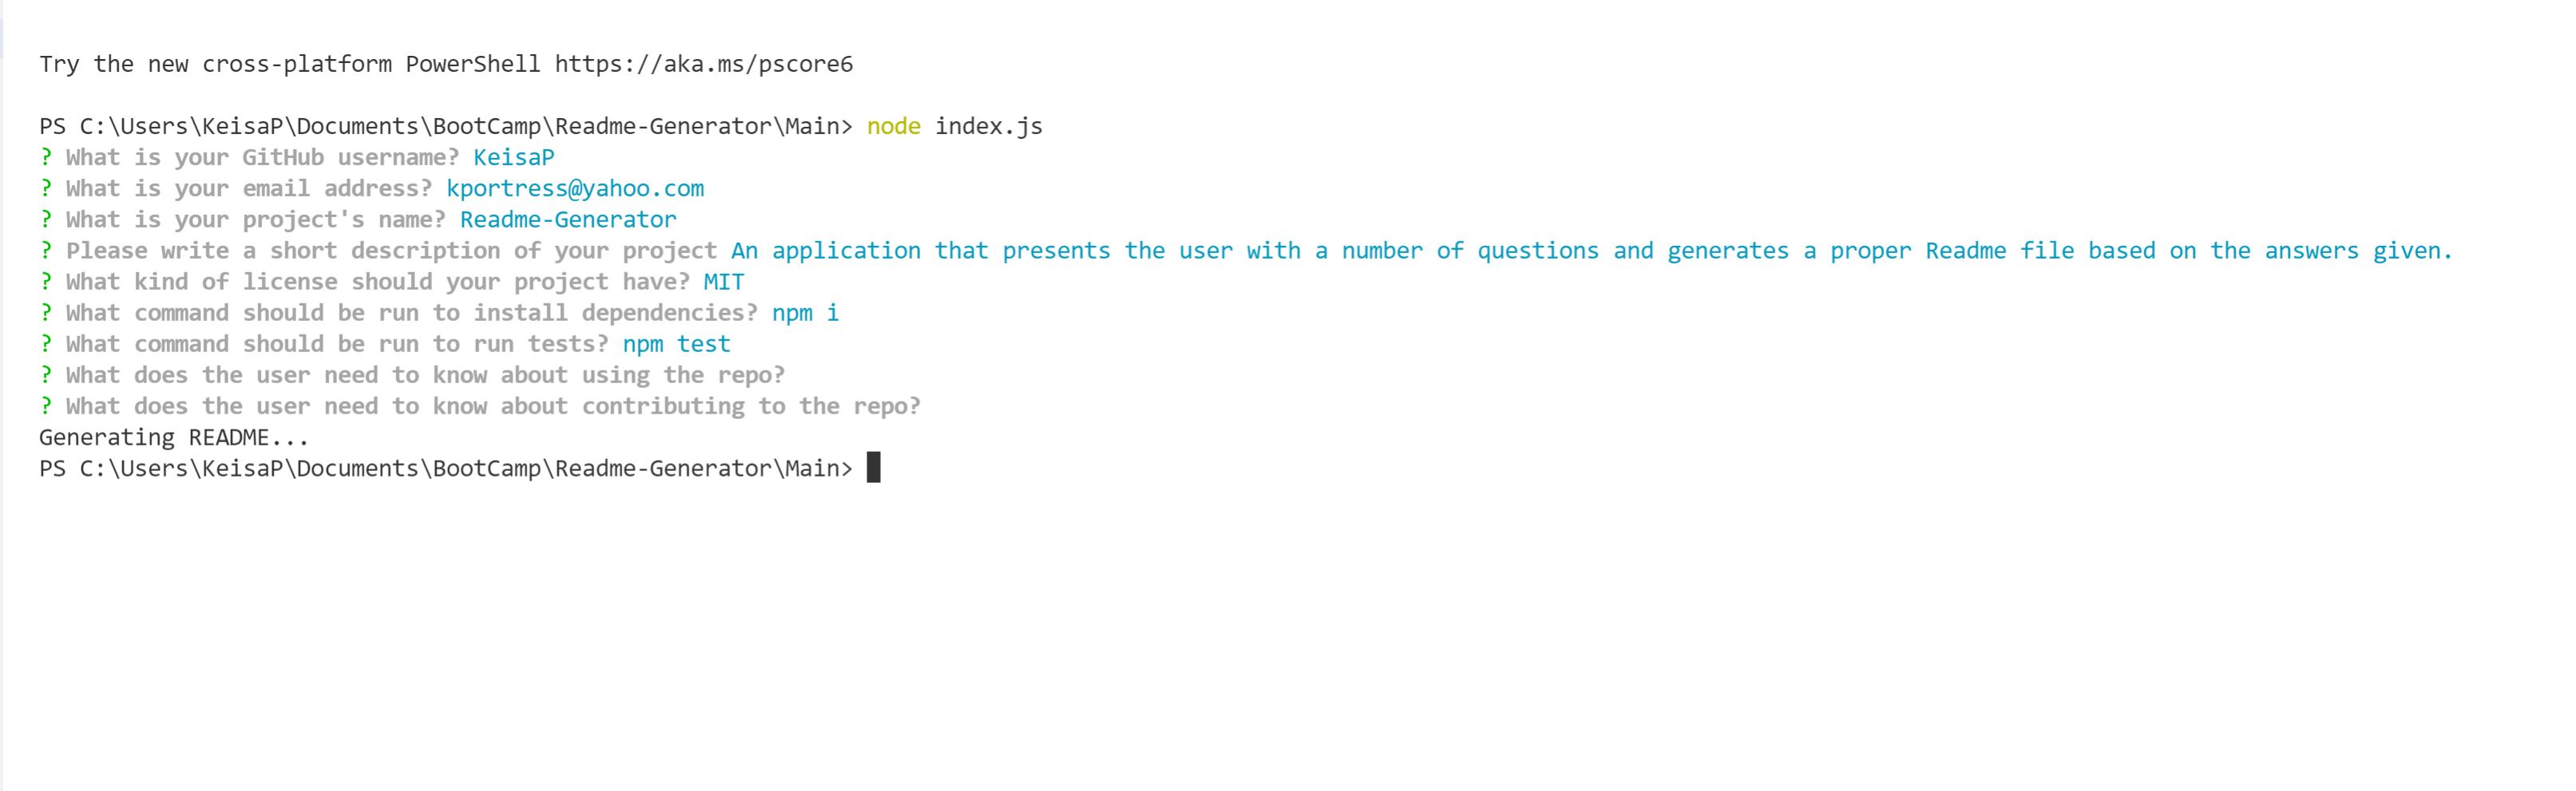 Try the new cross-platform PowerShell https://aka.ms/pscore6
PS C:\Users\KeisaP\Documents\BootCamp\Readme-Generator\Main> node index.js
? What is your GitHub username? KeisaP
? What is your email address? kportress@yahoo.com
? What is your project's name? Readme-Generator
? Please write a short description of your project An application that presents the user with a number of questions and generates a proper Readme file based on the answers given.
? What kind of license should your project have? MIT
? What command should be run to install dependencies? npm i
? What command should be run to run tests? npm test
? What does the user need to know about using the repo?
? What does the user need to know about contributing to the repo?
Generating README...
PS C:\Users\KeisaP\Documents\BootCamp\Readme-Generator\Main>